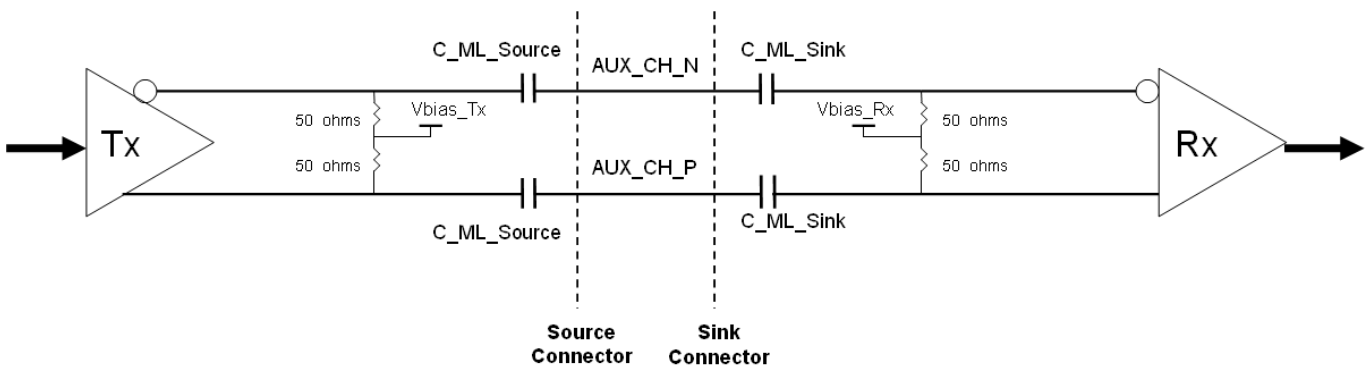 C_ML_Source
C_ML_Sink
AUX_CH_N
Vbias_Tx
Vbias_Rx
50 ohms
50 ohms
Tx
Rx
50 ohms
50 ohms
AUX_CH_P
C_ML_Source
C_ML_Sink
Source
Connector
Sink
Connector